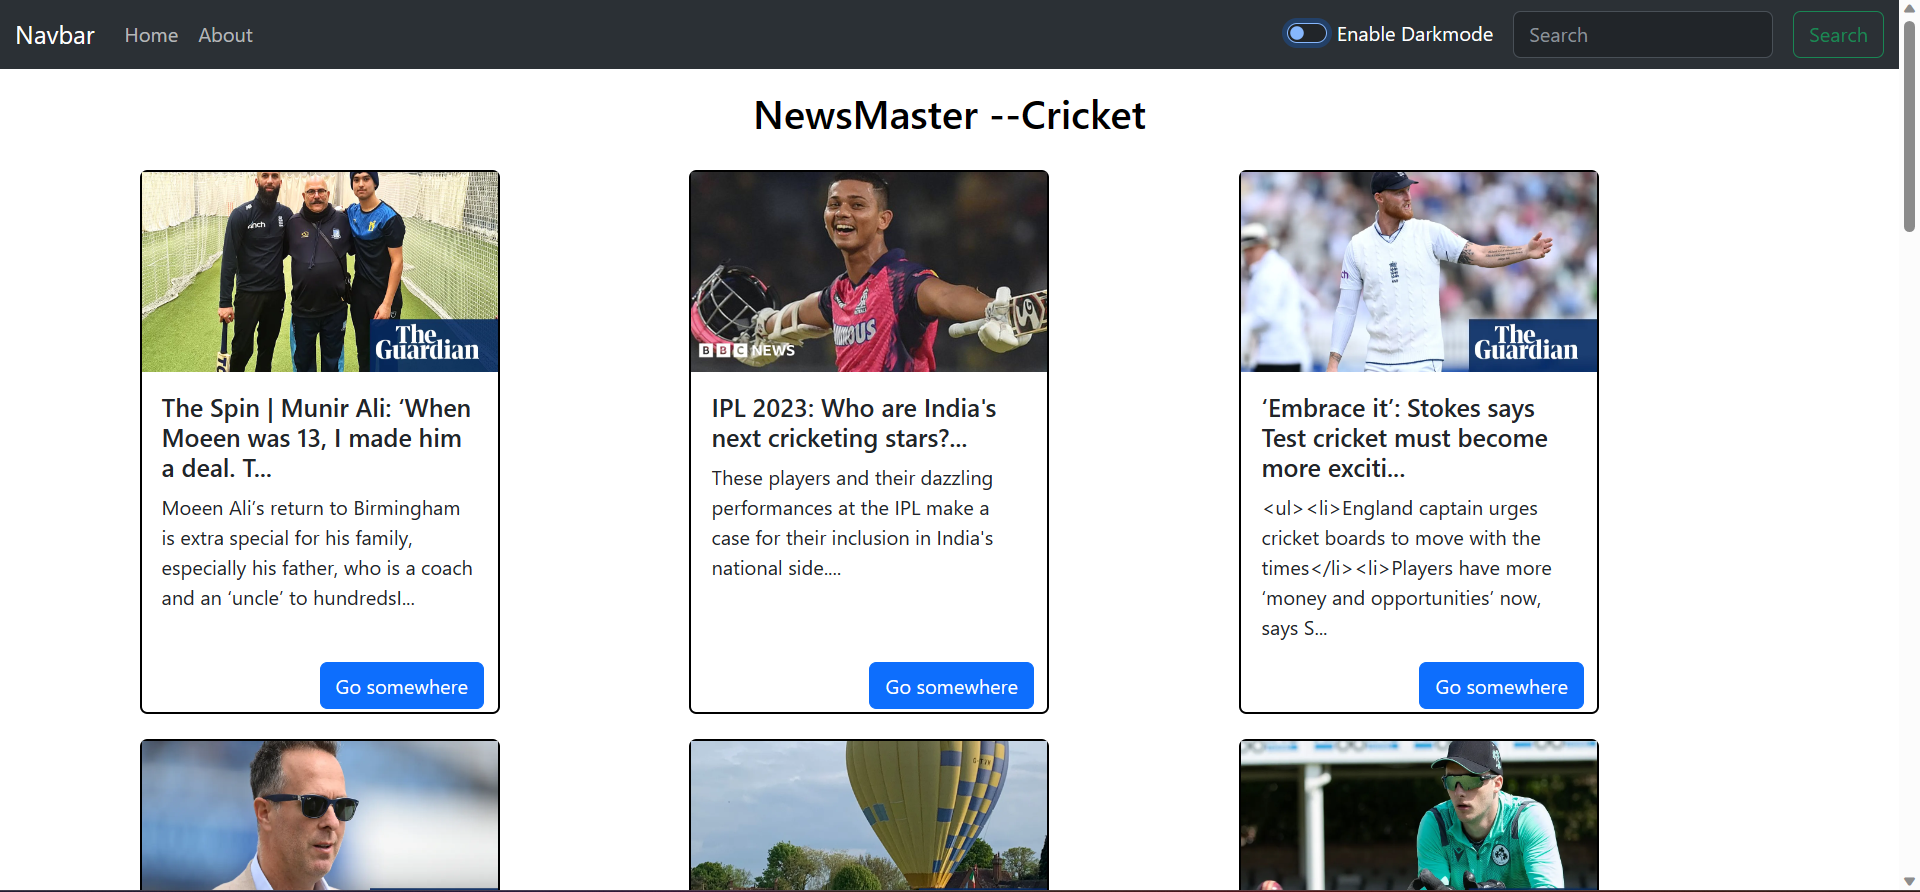 Navbar Home About Enable Darkmode Search Search
NewsMaster --Cricket
The
Guardian
The Spin | Munir Ali: ‘When
Moeen was 13, I made him
a deal. T...
Moeen Ali’s return to Birmingham
is extra special for his family,
especially his father, who is a coach
and an ‘uncle’ to hundredsI...
Go somewhere
BBC NEWS
IPL 2023: Who are India's
next cricketing stars?...
These players and their dazzling
performances at the IPL make a
case for their inclusion in India's
national side....
Go somewhere
The
Guardian
‘Embrace it’: Stokes says
Test cricket must become
more exciti...
<ul><li>England captain urges
cricket boards to move with the
times</li><li>Players have more
‘money and opportunities’ now,
says S...
Go somewhere